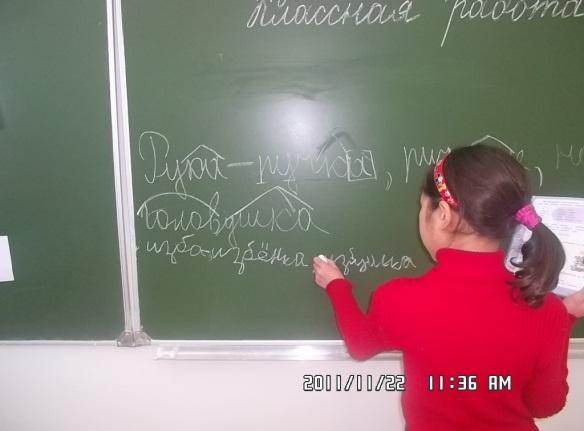 Классная работа
Рука – ручка,
головушка
изба-избёнка избушка
2011/11/22 11:36 AM